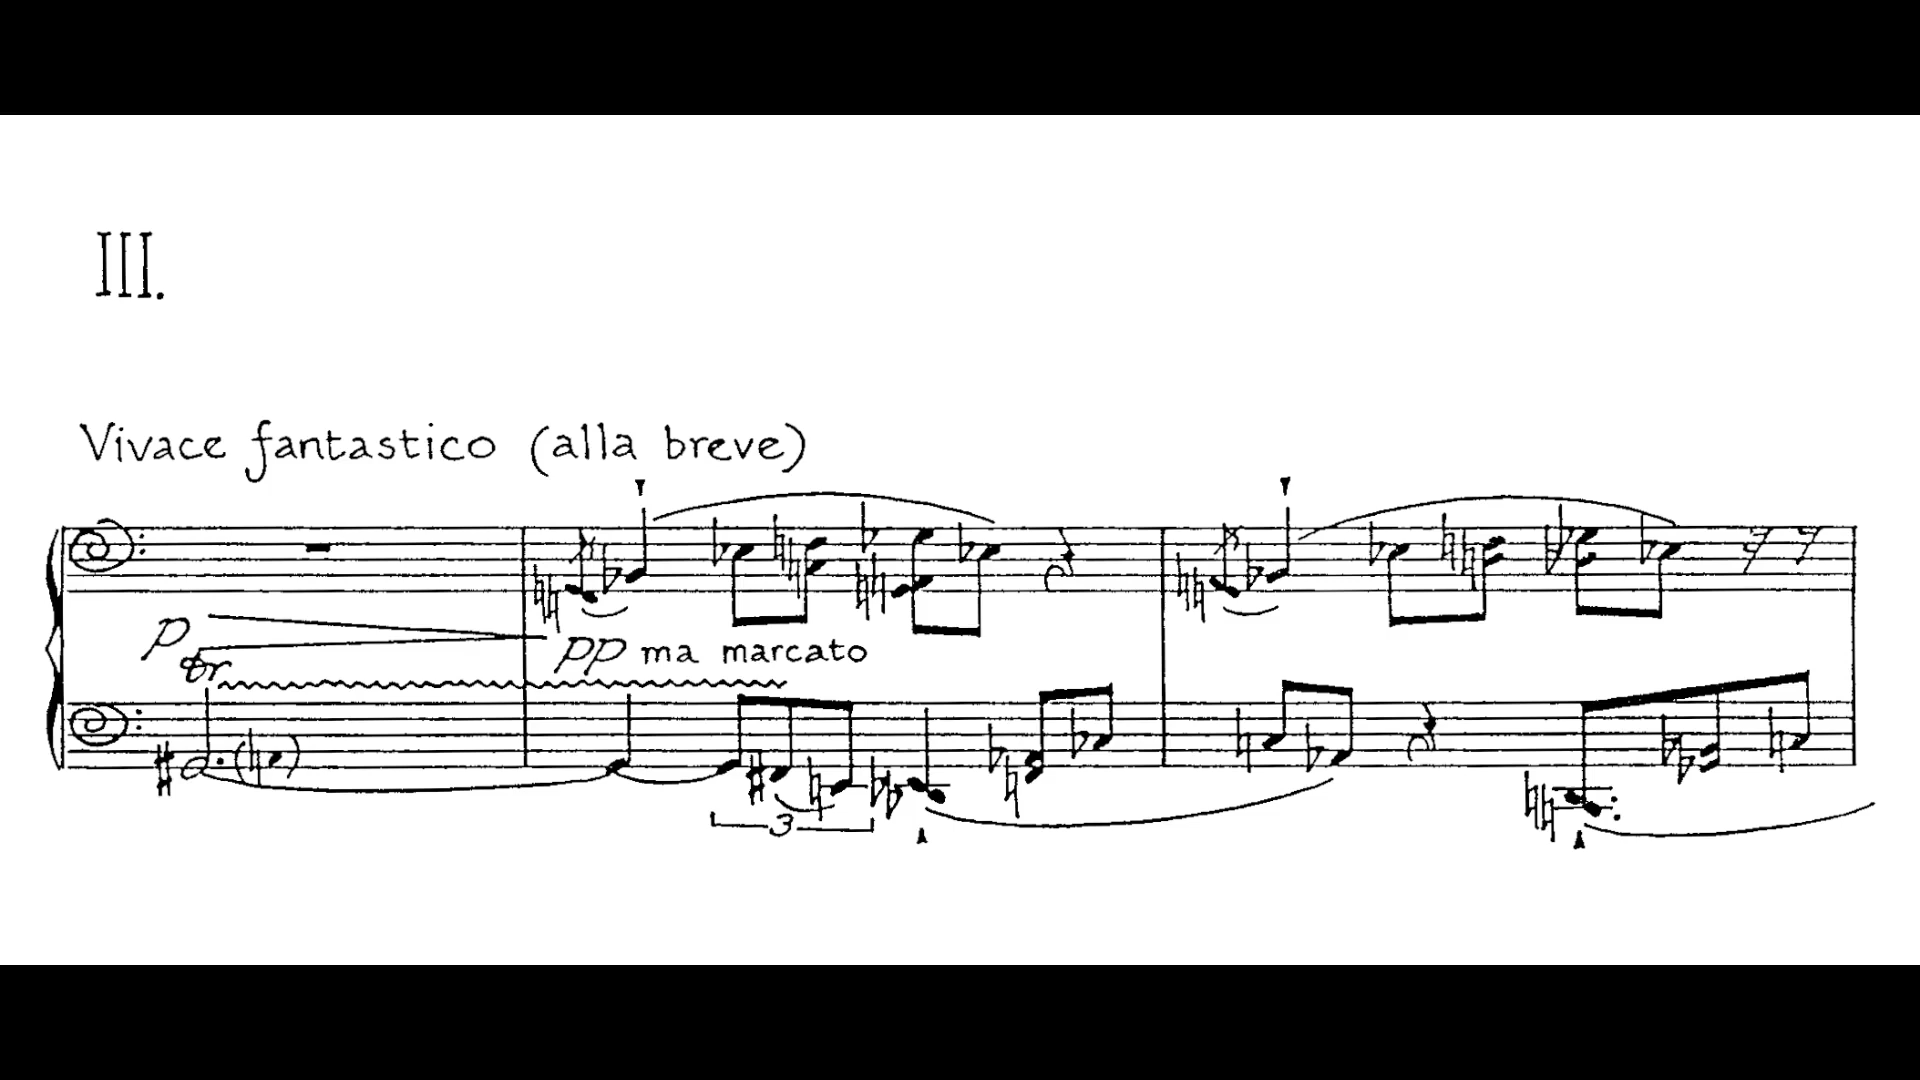 III.
Vivace fantastico (alla breve)
p
tr
pp ma marcato
3